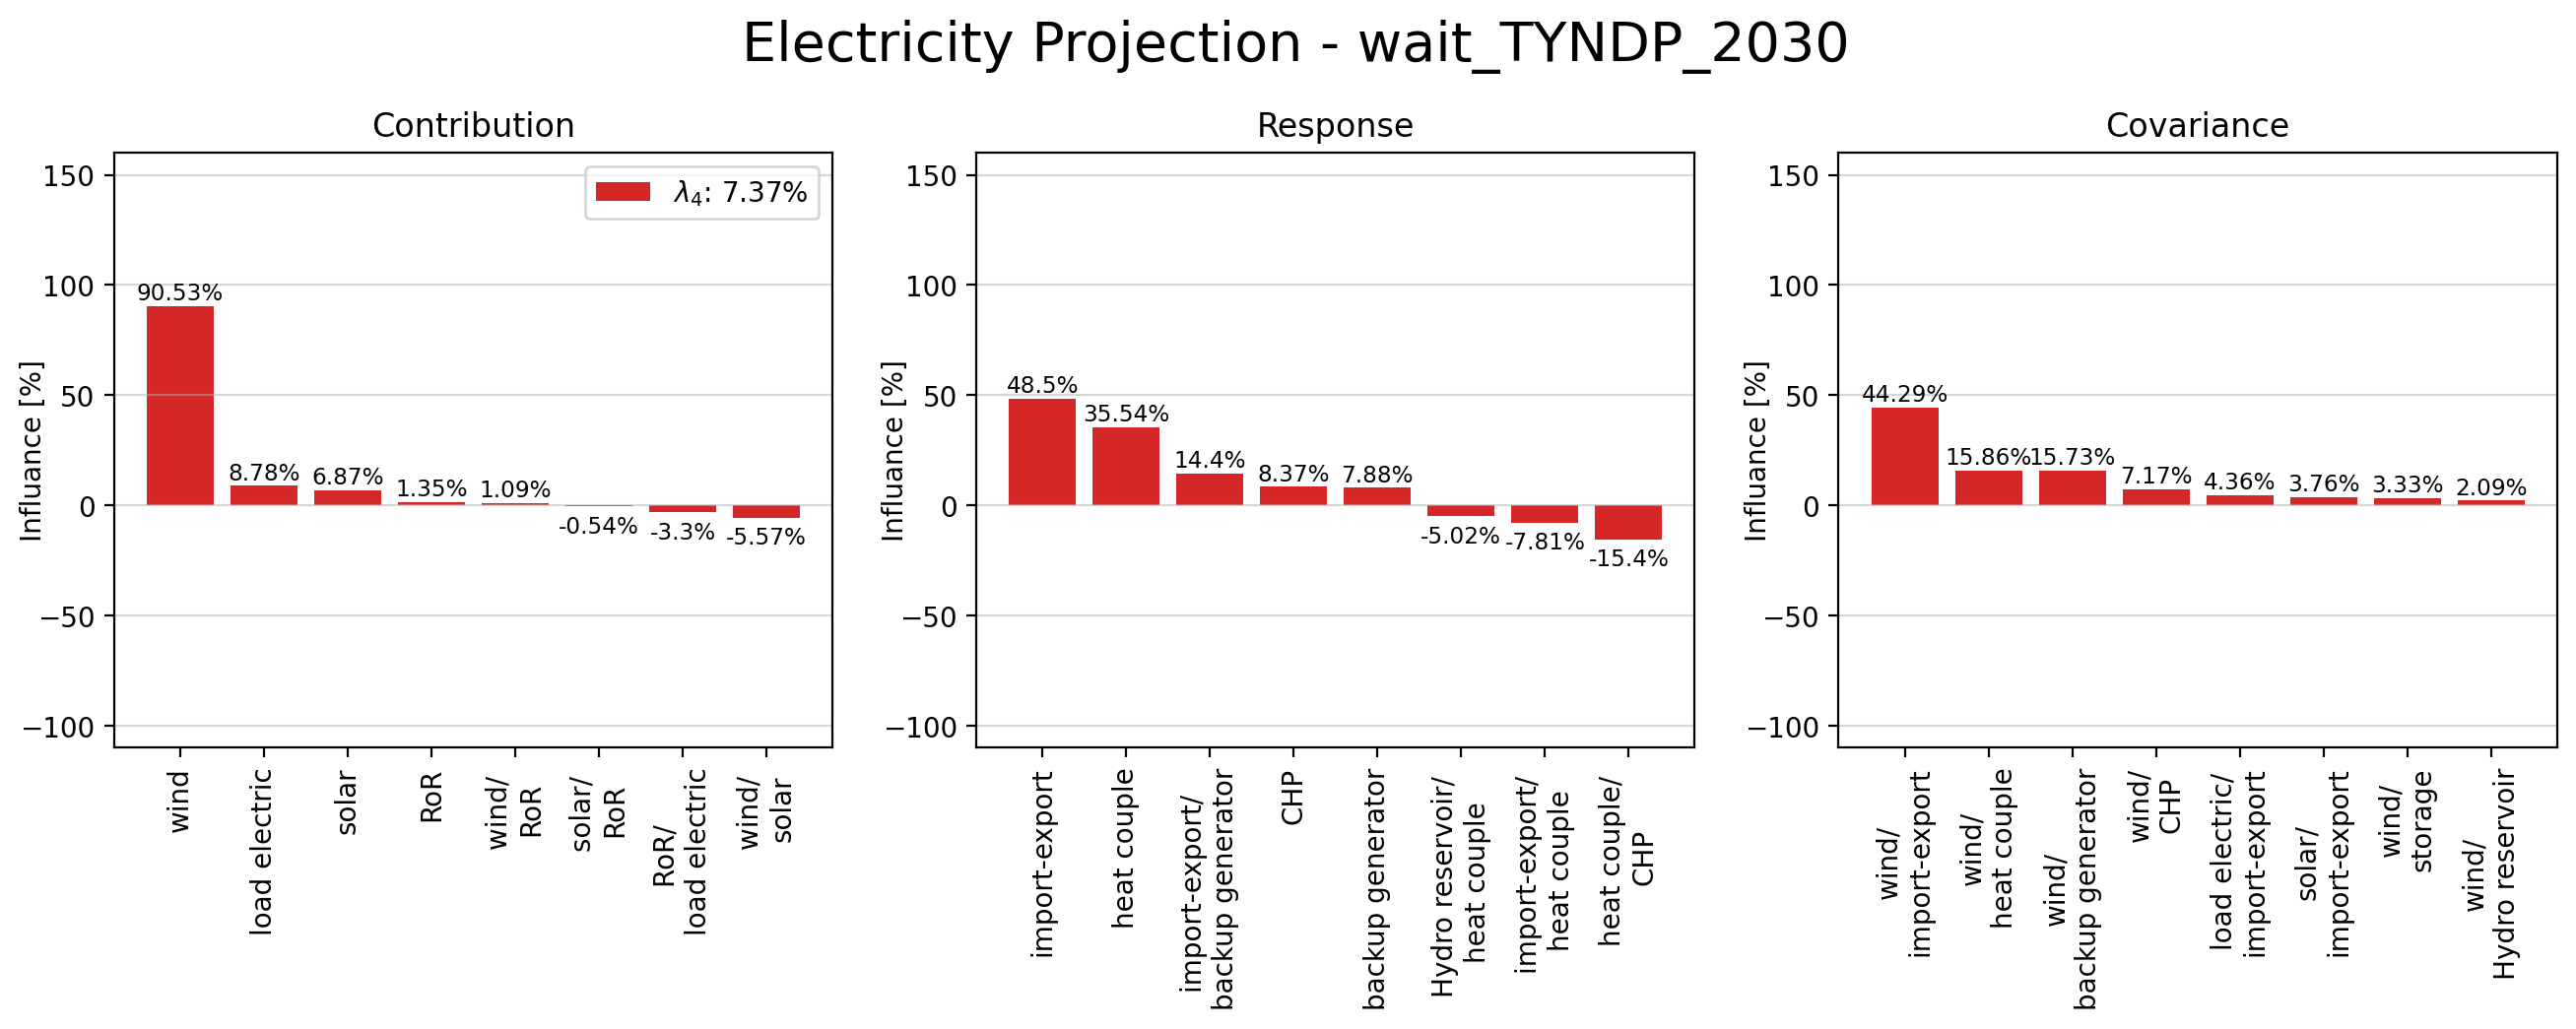 Electricity Projection - wait_TYNDP_2030
Contribution
Influance [%]
150
100
50
0
−50
−100
λ4: 7.37%
90.53%
8.78%
6.87%
1.35%
1.09%
-0.54%
-3.3%
-5.57%
wind
load electric
solar
RoR
wind/
RoR
solar/
RoR
RoR/
load electric
wind/
solar
Response
Influance [%]
150
100
50
0
−50
−100
48.5%
35.54%
14.4%
8.37%
7.88%
-5.02%
-7.81%
-15.4%
import-export
heat couple
import-export/
backup generator
CHP
backup generator
Hydro reservoir/
heat couple
import-export/
heat couple
heat couple/
CHP
Covariance
Influance [%]
150
100
50
0
−50
−100
44.29%
15.86%
15.73%
7.17%
4.36%
3.76%
3.33%
2.09%
wind/
import-export
wind/
heat couple
wind/
backup generator
wind/
CHP
load electric/
import-export
solar/
import-export
wind/
storage
wind/
Hydro reservoir